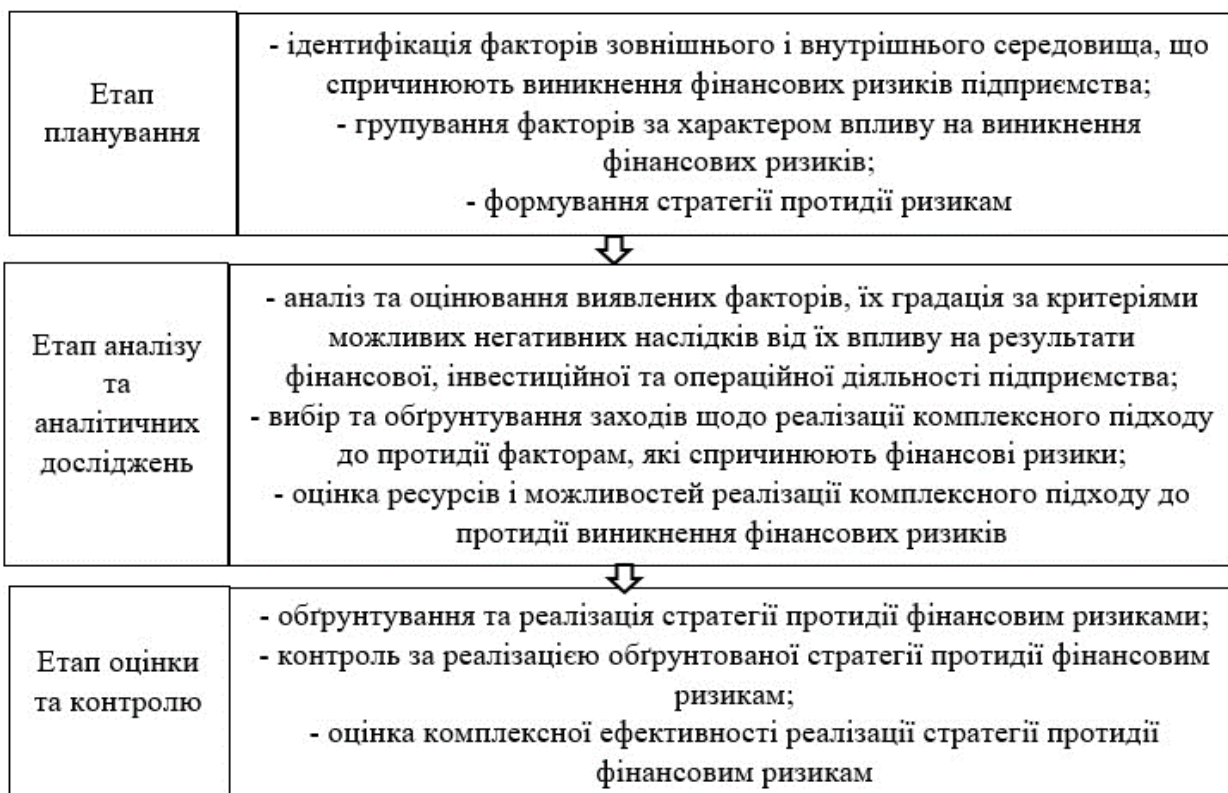 Етап
планування
- ідентифікація факторів зовнішнього і внутрішнього середовища, що
спричинюють виникнення фінансових ризиків підприємства;
- групування факторів за характером впливу на виникнення
фінансових ризиків;
- формування стратегії протидії ризикам
Етап аналізу
та
аналітичних
досліджень
- аналіз та оцінювання виявлених факторів, їх градація за критеріями
можливих негативних наслідків від їх впливу на результати
фінансової, інвестиційної та операційної діяльності підприємства;
- вибір та обґрунтування заходів щодо реалізації комплексного підходу
до протидії факторам, які спричинюють фінансові ризики;
- оцінка ресурсів і можливостей реалізації комплексного підходу до
протидії виникнення фінансових ризиків
Етап оцінки
та контролю
- обґрунтування та реалізація стратегії протидії фінансовим ризиками;
- контроль за реалізацією обґрунтованої стратегії протидії фінансовим
ризикам;
- оцінка комплексної ефективності реалізації стратегії протидії
фінансовим ризикам